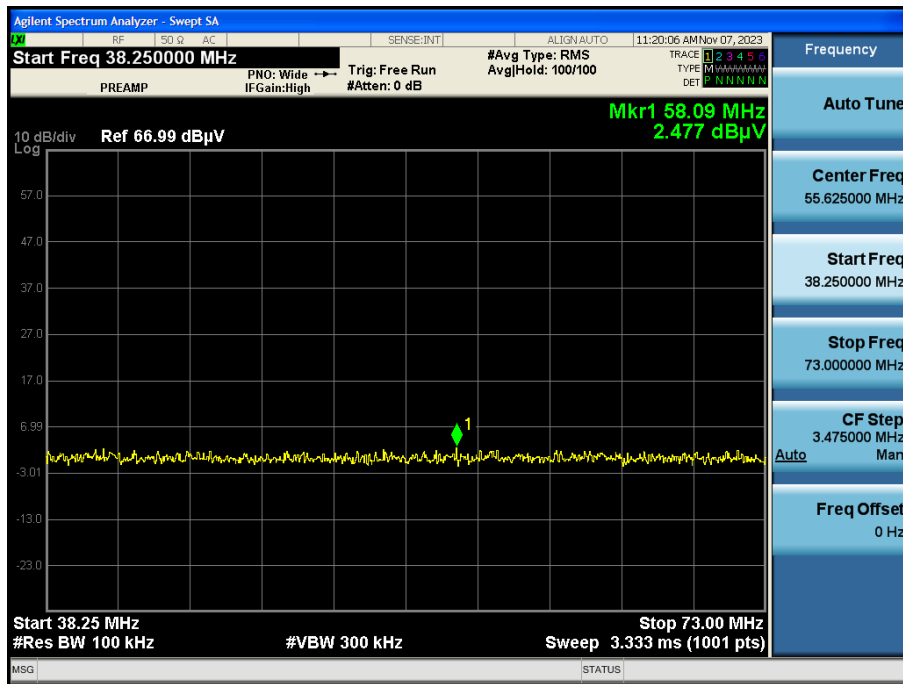 Agilent Spectrum Analyzer - Swept SA
LXI RF 50 Ω AC SENSE:INT ALIGN AUTO 11:20:06 AM Nov 07, 2023
Start Freq 38.250000 MHz
PREAMP
PNO: Wide
IFGain:High
Trig: Free Run
#Atten: 0 dB
#Avg Type: RMS
Avg|Hold: 100/100
TRACE 1 2 3 4 5 6
TYPE M
DET P N N N N N
Mkr1 58.09 MHz
2.477 dBµV
10 dB/div Ref 66.99 dBµV
Log
57.0
47.0
37.0
27.0
17.0
6.99
1
-3.01
-13.0
-23.0
Start 38.25 MHz Stop 73.00 MHz
#Res BW 100 kHz #VBW 300 kHz Sweep 3.333 ms (1001 pts)
MSG STATUS
Frequency
Auto Tune
Center Freq
55.625000 MHz
Start Freq
38.250000 MHz
Stop Freq
73.000000 MHz
CF Step
3.475000 MHz
Auto Man
Freq Offset
0 Hz